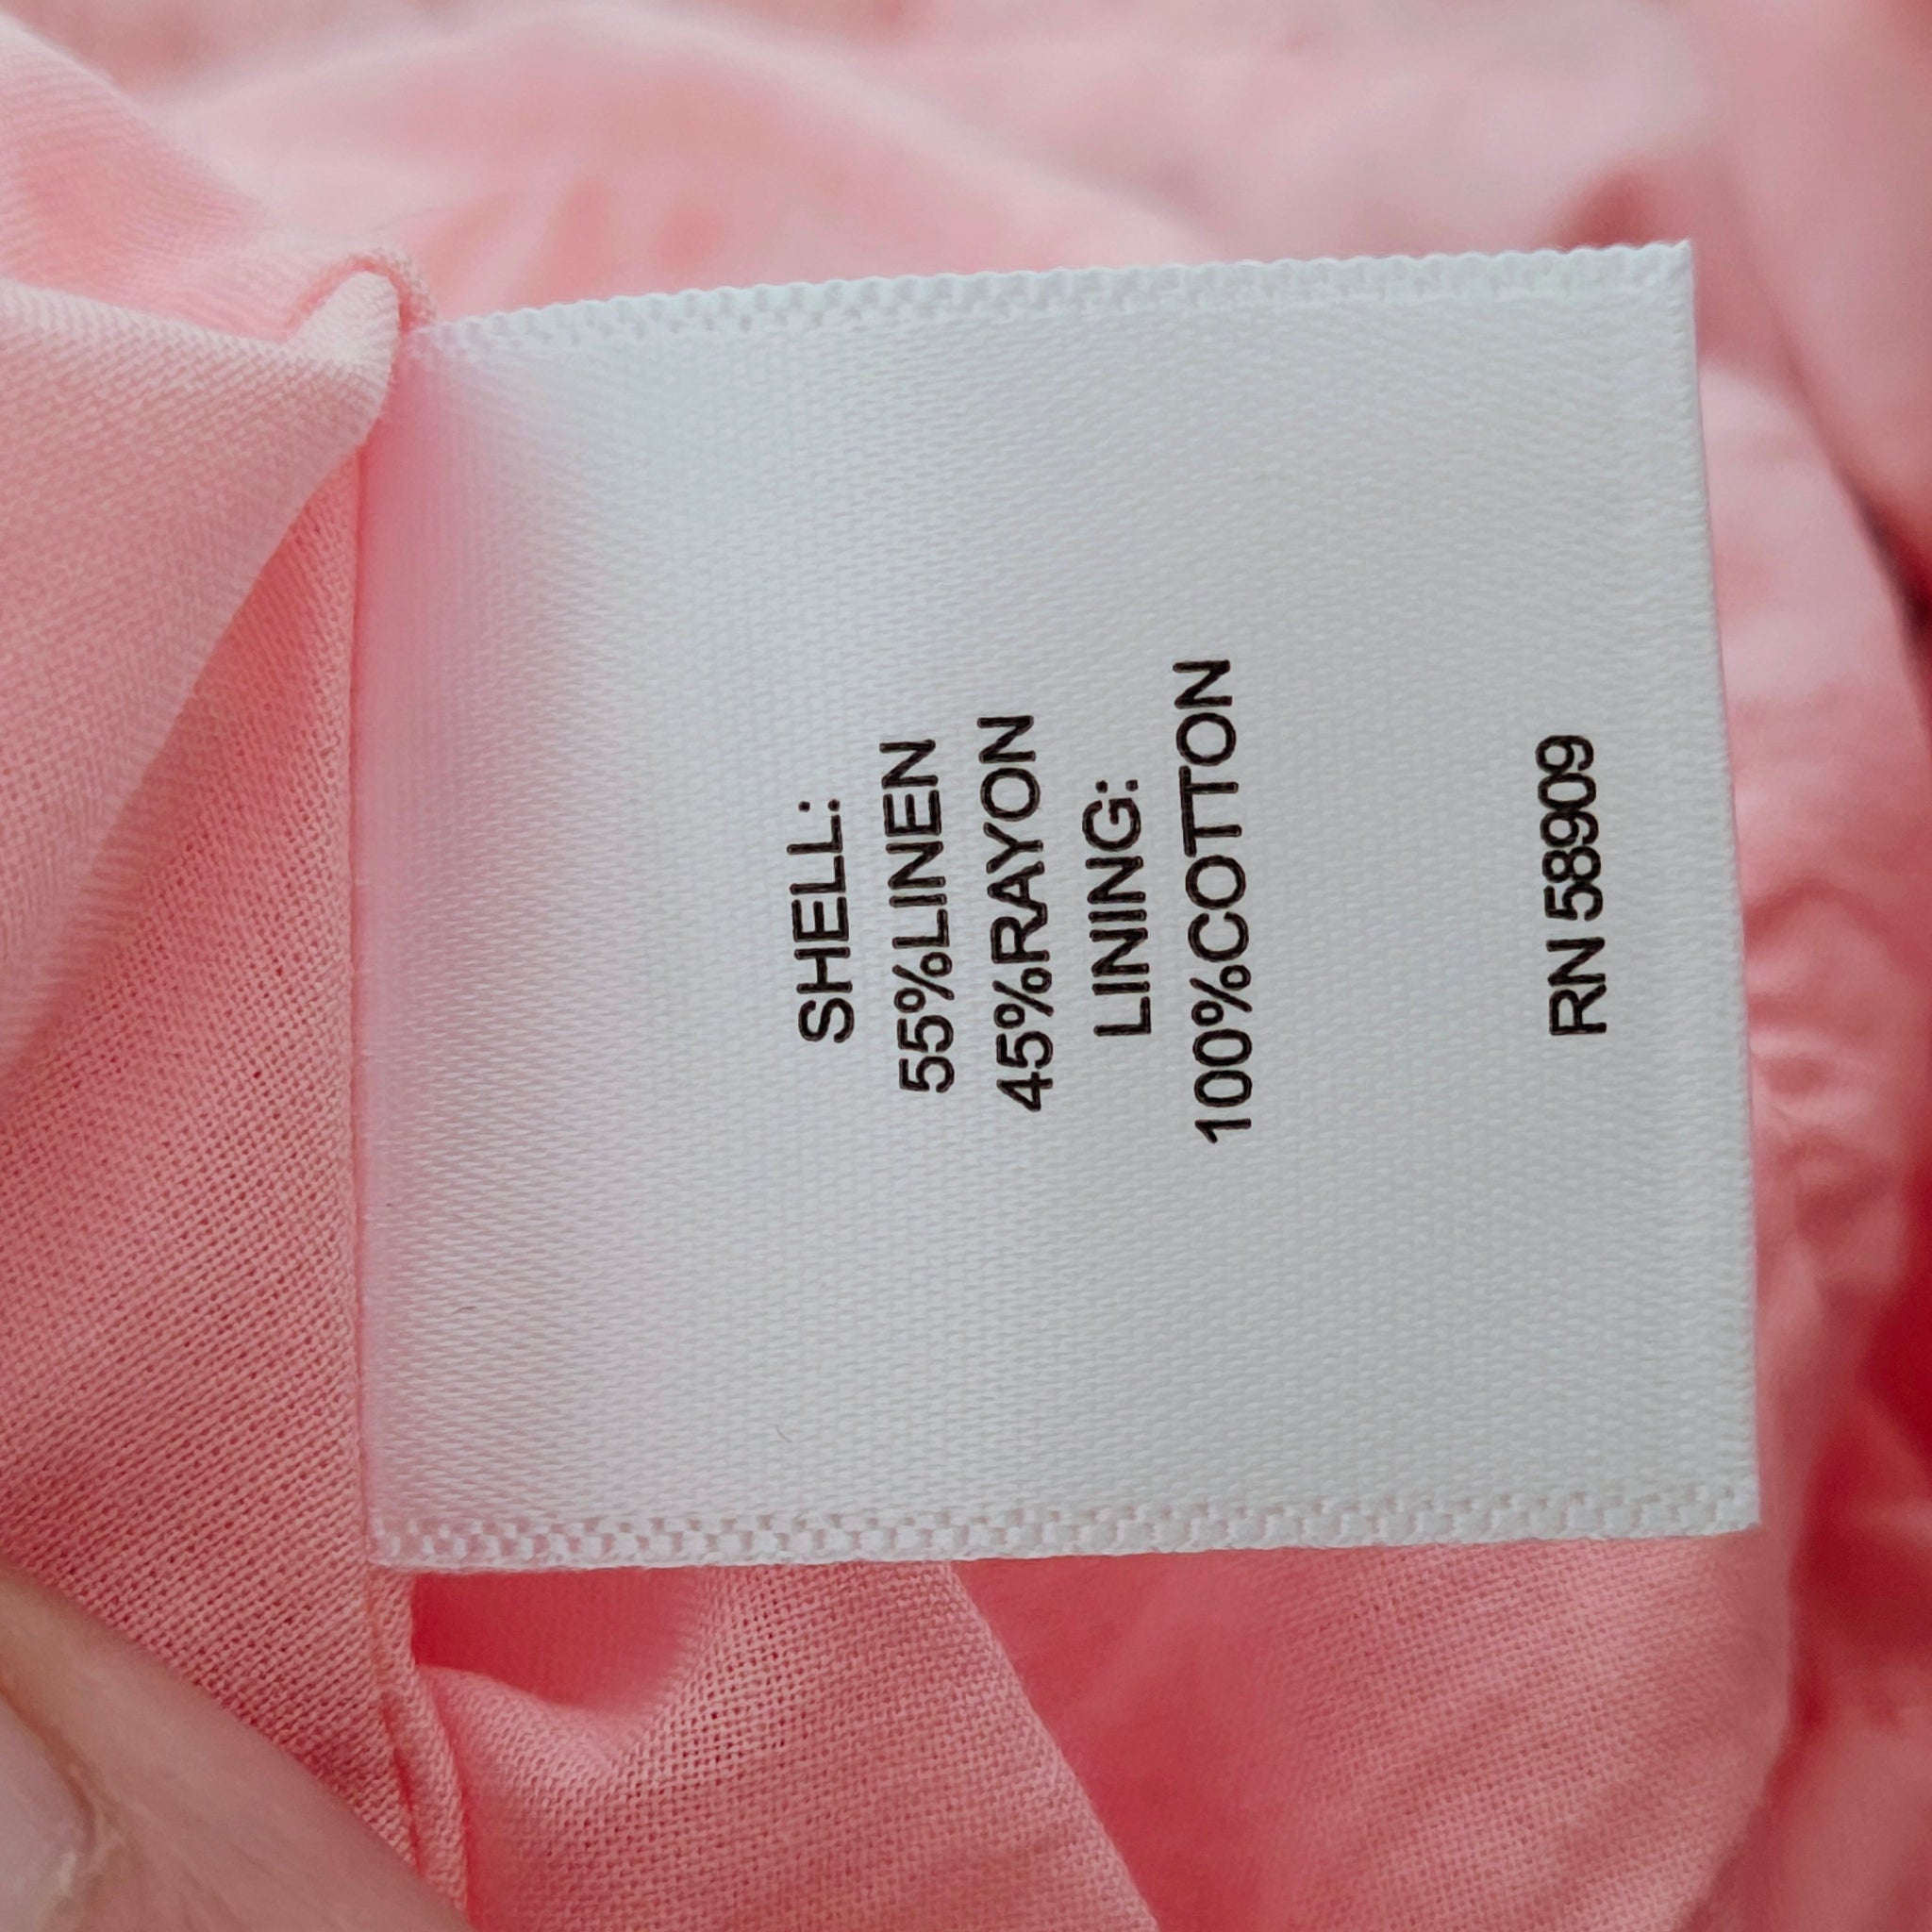 SHELL:
55%LINEN
45%RAYON
LINING:
100%COTTON
RN 58909